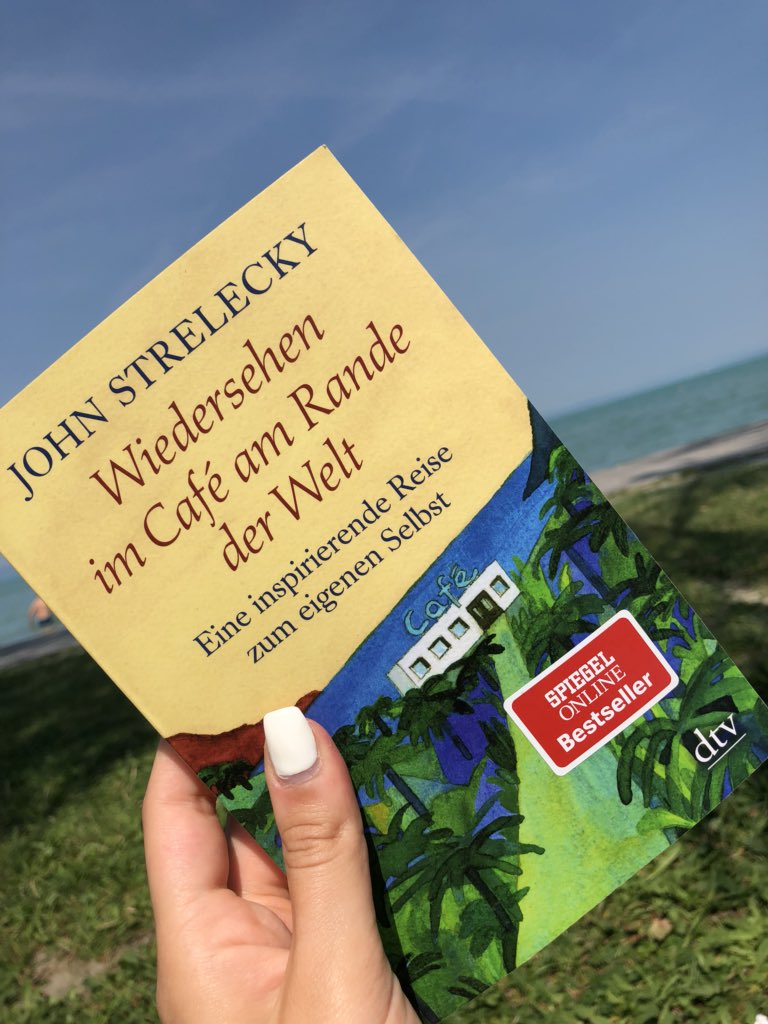 JOHN STRELECKY
Wiedersehen
im Café am Rande
der Welt
Eine inspirierende Reise
zum eigenen Selbst
Café
SPIEGEL
ONLINE
Bestseller
dtv